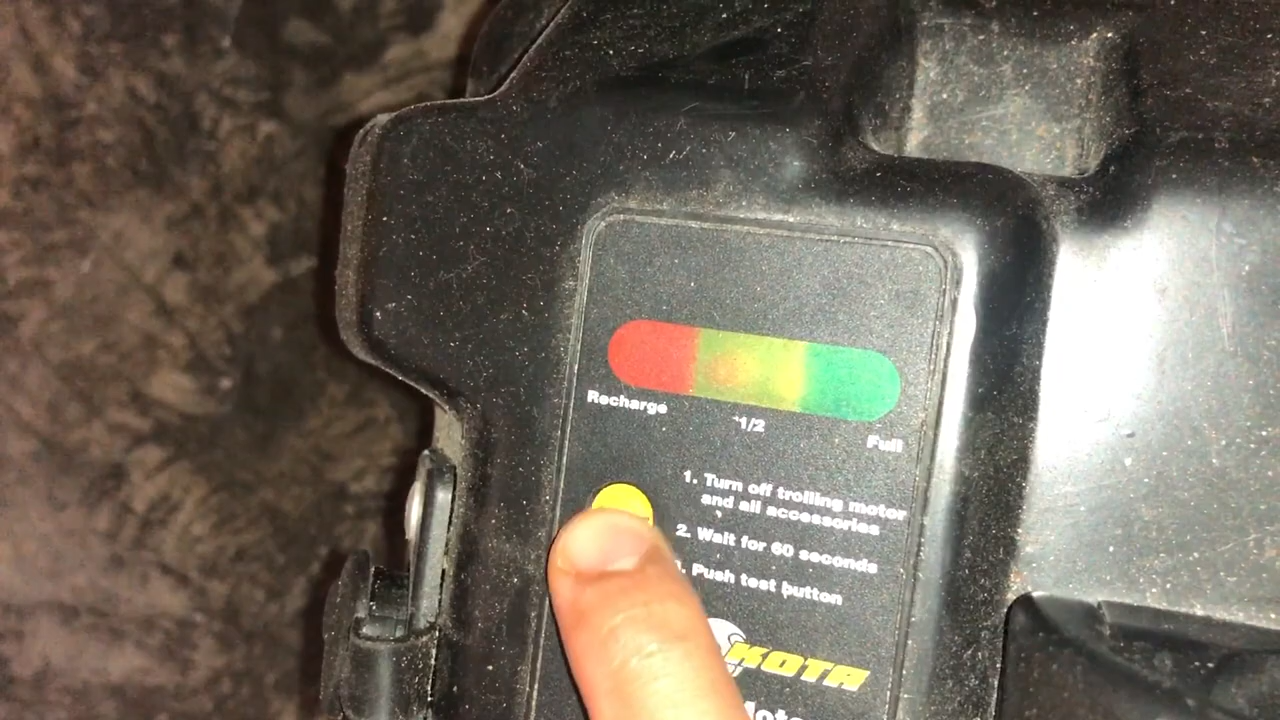 Recharge
1/2
Full
1. Turn off trolling motor
and all accessories
2. Wait for 60 seconds
Push test button
KOTA